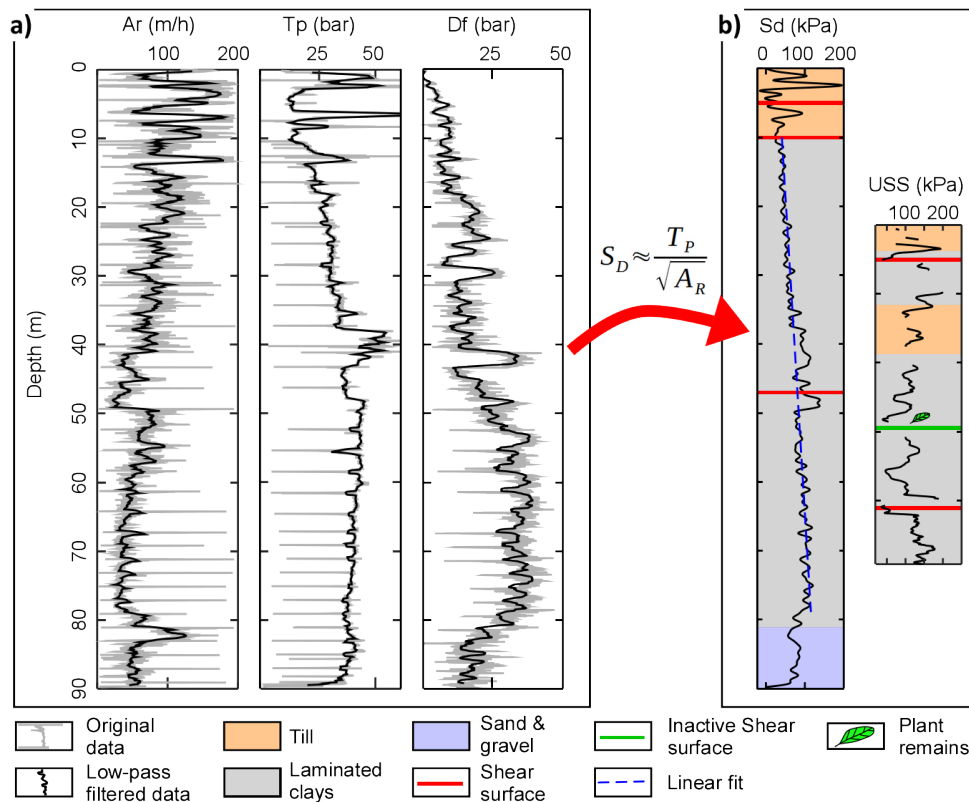 a)
Ar (m/h)
0 100 200
Tp (bar)
25 50
Df (bar)
25 50
Depth (m)
0
10
20
30
40
50
60
70
80
90
S_D ≈ T_P / √A_R
b)
Sd (kPa)
0 100 200
USS (kPa)
100 200
Original data
Low-pass filtered data
Till
Laminated clays
Sand & gravel
Shear surface
Inactive Shear surface
Linear fit
Plant remains